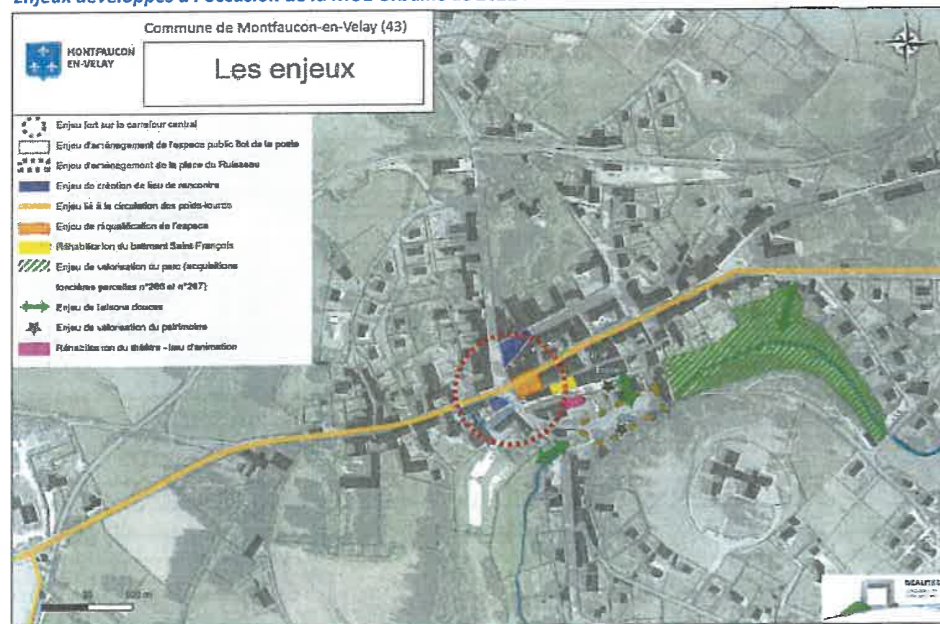 Commune de Montfaucon-en-Velay (43)
MONTFAUCON
EN-VELAY
Les enjeux
Enjeu fort sur le carrefour central
Enjeu d'aménagement de l'espace public îlot de la poste
Enjeu d'aménagement de la place du Ruisseau
Enjeu de création de lieu de rencontre
Enjeu lié à la circulation des poids-lourds
Enjeu de requalification de l'espace
Réhabilitation du batiment Saint François
Enjeu de valorisation du parc (acquisitions
foncières parcelles n°266 et n°267)
Enjeu de liaisons douces
Enjeu de valorisation du patrimoine
Réhabilitation du théâtre - lieu d'animation
REALITES